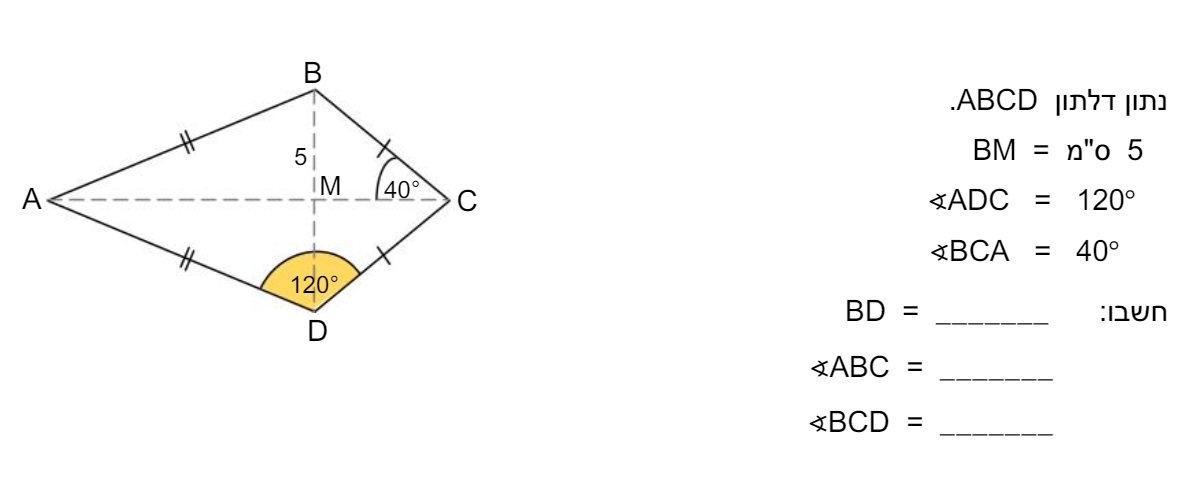 B
5
M
A
40°
C
120°
D
נתון דלתון ABCD.
BM = 5 ס"מ
∢ADC = 120°
∢BCA = 40°
חשבו: BD = _______
∢ABC = _______
∢BCD = _______